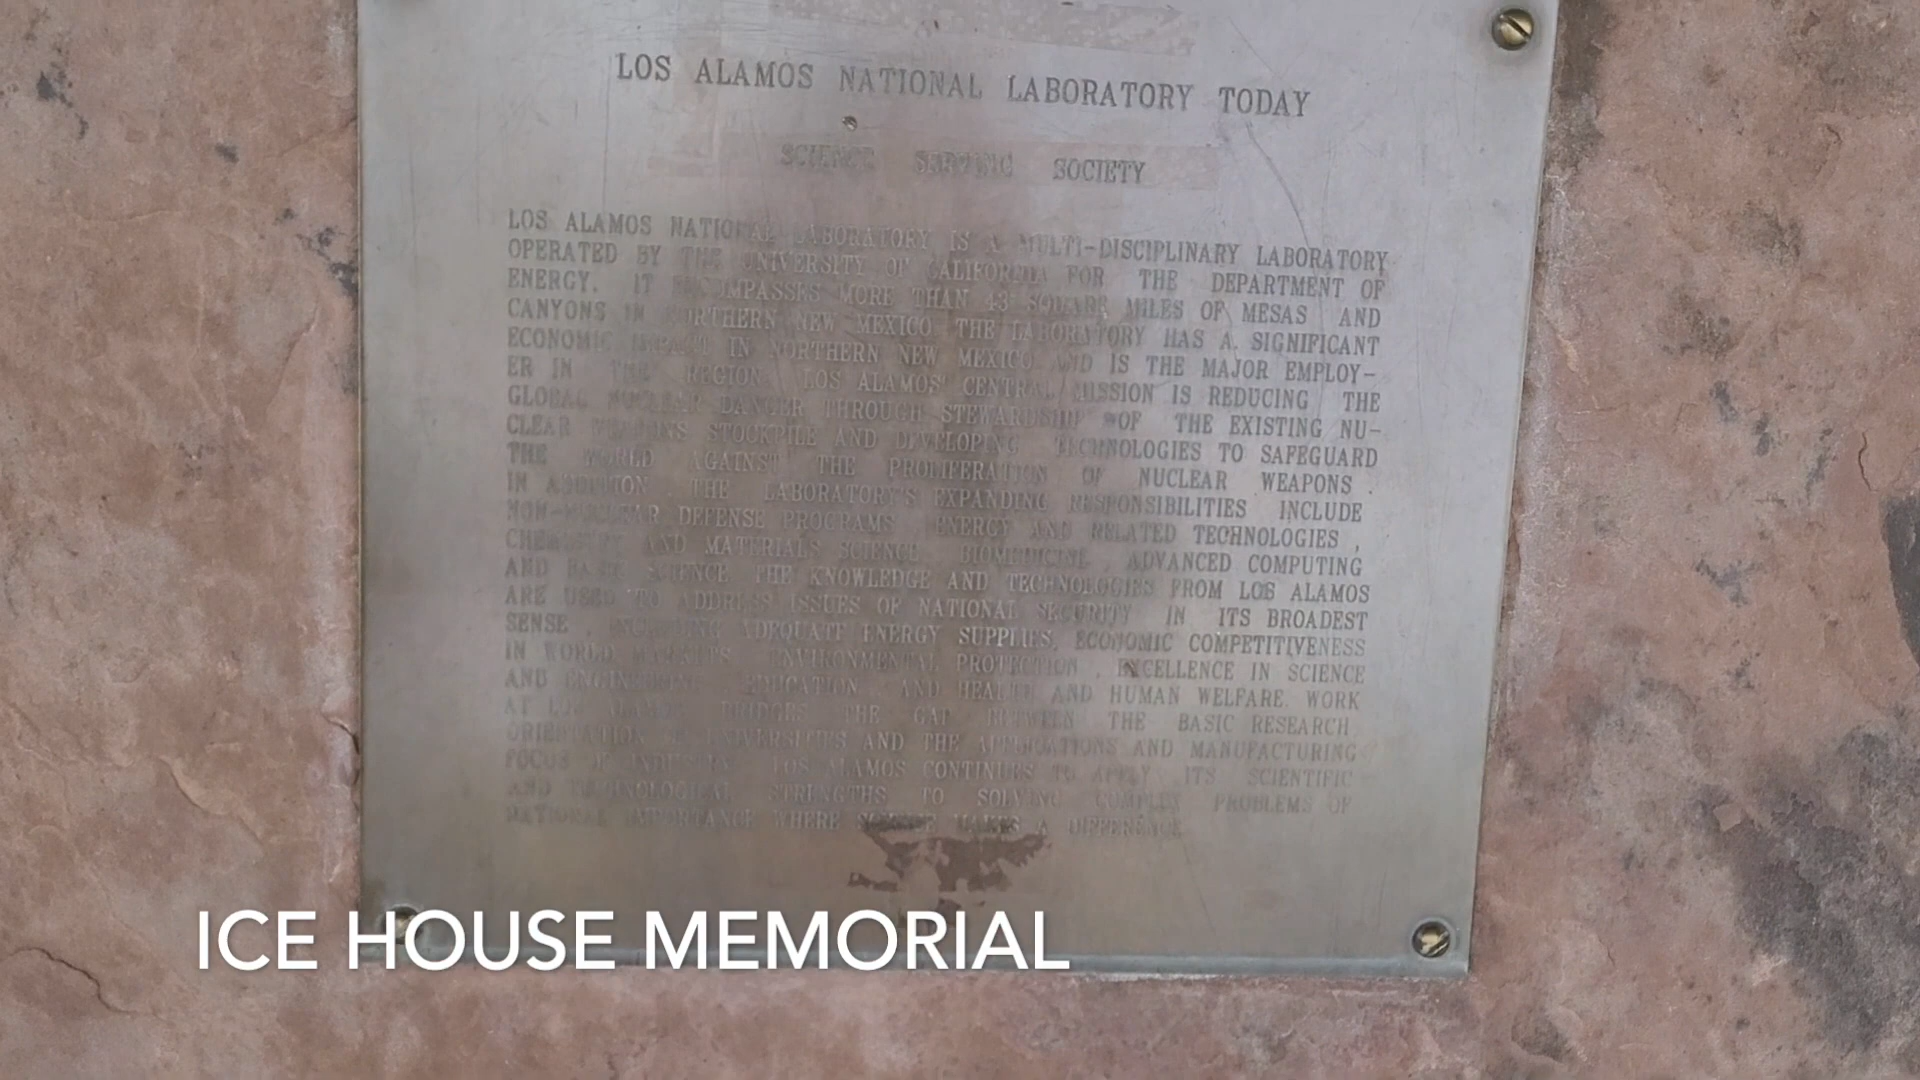 LOS ALAMOS NATIONAL LABORATORY TODAY
SCIENCE SERVING SOCIETY
LOS ALAMOS NATIONAL LABORATORY IS A MULTI-DISCIPLINARY LABORATORY
OPERATED BY THE UNIVERSITY OF CALIFORNIA FOR THE DEPARTMENT OF
ENERGY. IT ENCOMPASSES MORE THAN 43 SQUARE MILES OF MESAS AND
CANYONS IN NORTHERN NEW MEXICO THE LABORATORY HAS A SIGNIFICANT
ECONOMIC IMPACT IN NORTHERN NEW MEXICO AND IS THE MAJOR EMPLOY-
ER IN THE REGION LOS ALAMOS' CENTRAL MISSION IS REDUCING THE
GLOBAL NUCLEAR DANGER THROUGH STEWARDSHIP OF THE EXISTING NU-
CLEAR WEAPONS STOCKPILE AND DEVELOPING TECHNOLOGIES TO SAFEGUARD
THE WORLD AGAINST THE PROLIFERATION OF NUCLEAR WEAPONS .
IN ADDITION , THE LABORATORY'S EXPANDING RESPONSIBILITIES INCLUDE
NON-NUCLEAR DEFENSE PROGRAMS ENERGY AND RELATED TECHNOLOGIES ,
CHEMISTRY AND MATERIALS SCIENCE BIOMEDICINE , ADVANCED COMPUTING
AND BASIC SCIENCE THE KNOWLEDGE AND TECHNOLOGIES FROM LOS ALAMOS
ARE USED TO ADDRESS ISSUES OF NATIONAL SECURITY IN ITS BROADEST
SENSE , INCLUDING ADEQUATE ENERGY SUPPLIES, ECONOMIC COMPETITIVENESS
IN WORLD MARKETS ENVIRONMENTAL PROTECTION , EXCELLENCE IN SCIENCE
AND ENGINEERING EDUCATION AND HEALTH AND HUMAN WELFARE. WORK
AT LOS ALAMOS BRIDGES THE GAP BETWEEN THE BASIC RESEARCH
ORIENTATION OF UNIVERSITIES AND THE APPLICATIONS AND MANUFACTURING
FOCUS OF INDUSTRY LOS ALAMOS CONTINUES TO APPLY ITS SCIENTIFIC
AND TECHNOLOGICAL STRENGTHS TO SOLVING COMPLEX PROBLEMS OF
NATIONAL IMPORTANCE WHERE SCIENCE MAKES A DIFFERENCE
ICE HOUSE MEMORIAL